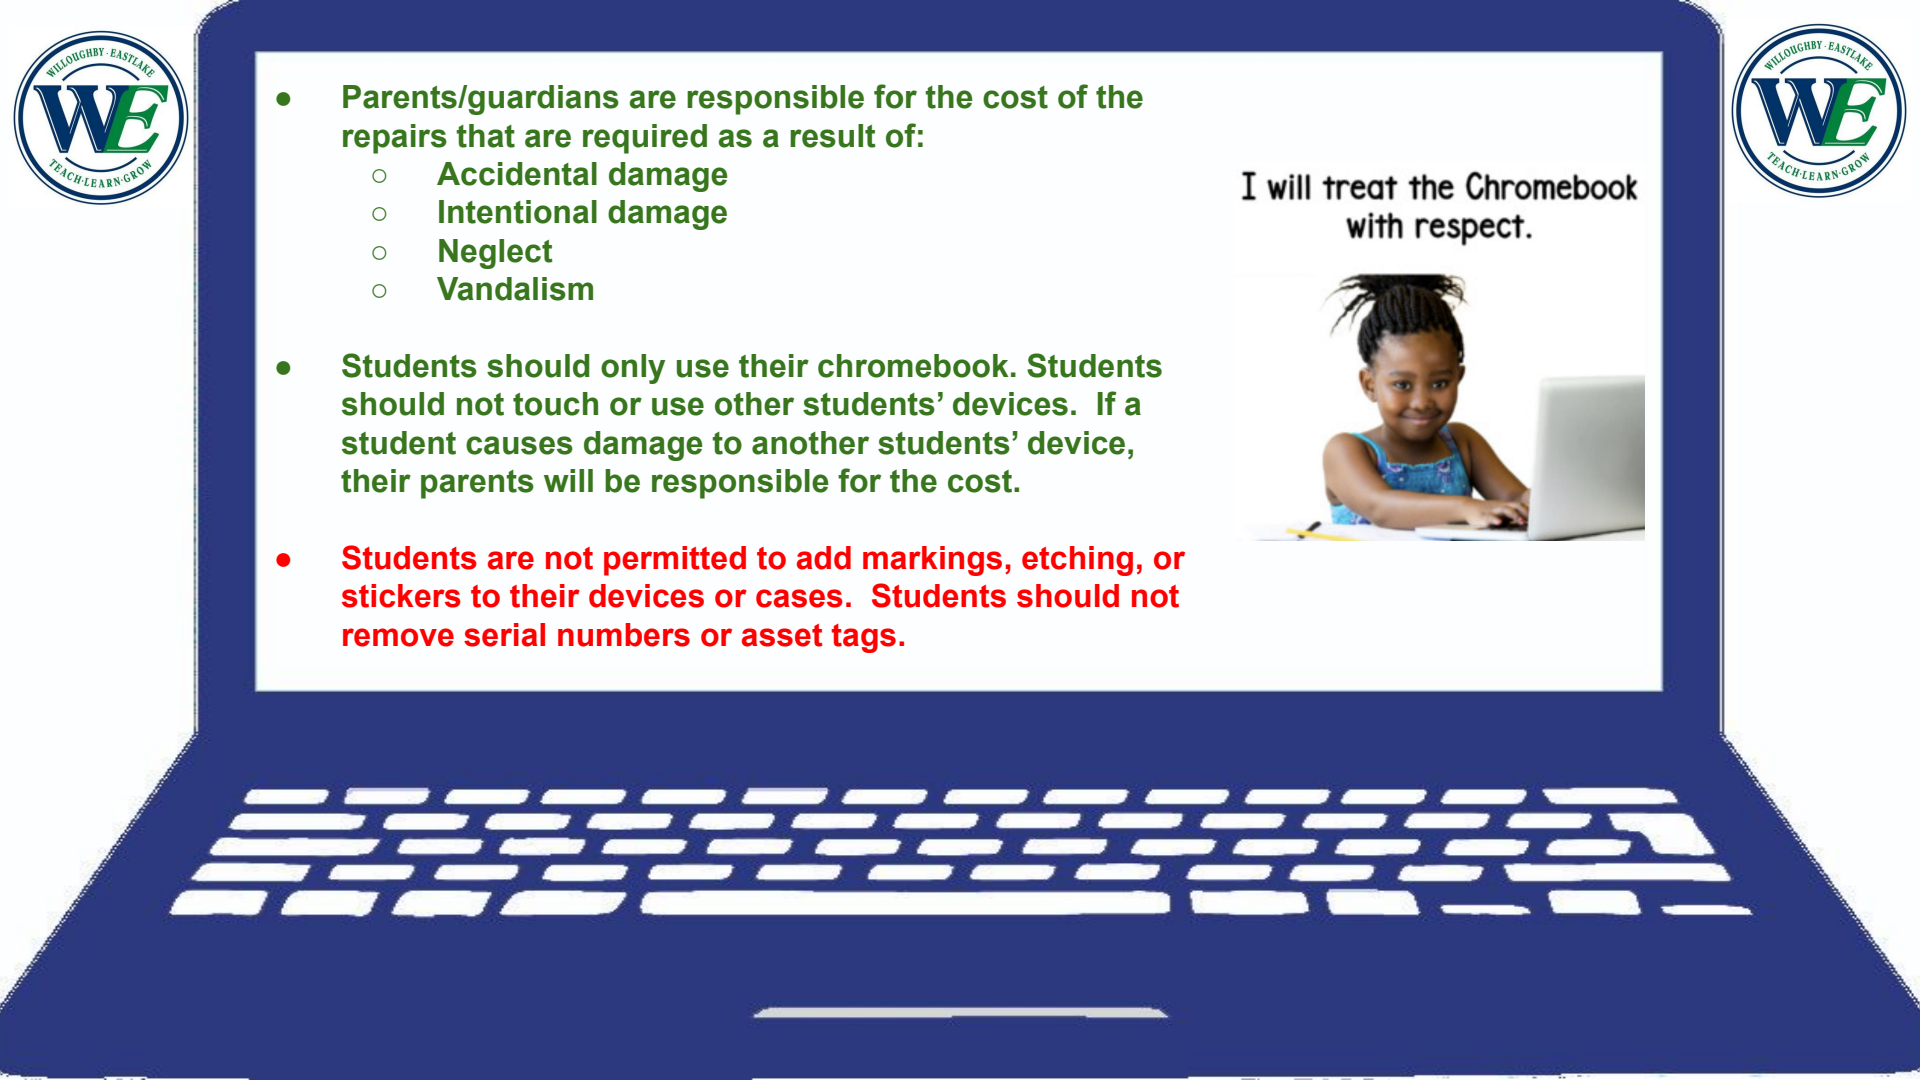 WILLOUGHBY · EASTLAKE
WE
TEACH·LEARN·GROW
WILLOUGHBY · EASTLAKE
WE
TEACH·LEARN·GROW
● Parents/guardians are responsible for the cost of the
repairs that are required as a result of:
○ Accidental damage
○ Intentional damage
○ Neglect
○ Vandalism
● Students should only use their chromebook. Students
should not touch or use other students’ devices.  If a
student causes damage to another students’ device,
their parents will be responsible for the cost.
● Students are not permitted to add markings, etching, or
stickers to their devices or cases.  Students should not
remove serial numbers or asset tags.
I will treat the Chromebook
with respect.